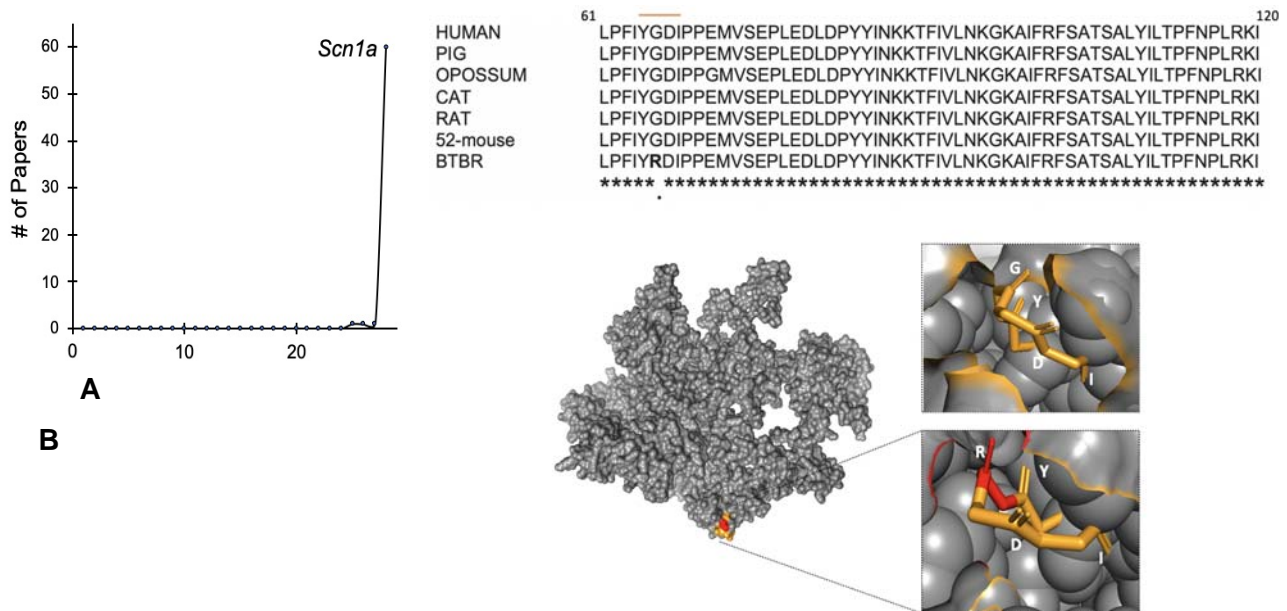 60
50
40
30
20
10
0
# of Papers
Scn1a
0 10 20
A
B
61 120
HUMAN LPFIYGDIPPEMVSEPLEDLDPYYINKKTFIVLNKGKAIFRFSATSALYILTPFNPLRKI
PIG LPFIYGDIPPEMVSEPLEDLDPYYINKKTFIVLNKGKAIFRFSATSALYILTPFNPLRKI
OPOSSUM LPFIYGDIPPGMVSEPLEDLDPYYINKKTFIVLNKGKAIFRFSATSALYILTPFNPLRKI
CAT LPFIYGDIPPEMVSEPLEDLDPYYINKKTFIVLNKGKAIFRFSATSALYILTPFNPLRKI
RAT LPFIYGDIPPEMVSEPLEDLDPYYINKKTFIVLNKGKAIFRFSATSALYILTPFNPLRKI
52-mouse LPFIYGDIPPEMVSEPLEDLDPYYINKKTFIVLNKGKAIFRFSATSALYILTPFNPLRKI
BTBR LPFIYRDIPPEMVSEPLEDLDPYYINKKTFIVLNKGKAIFRFSATSALYILTPFNPLRKI
***** ******************************************************
.
G
Y
D
I
R
Y
D
I